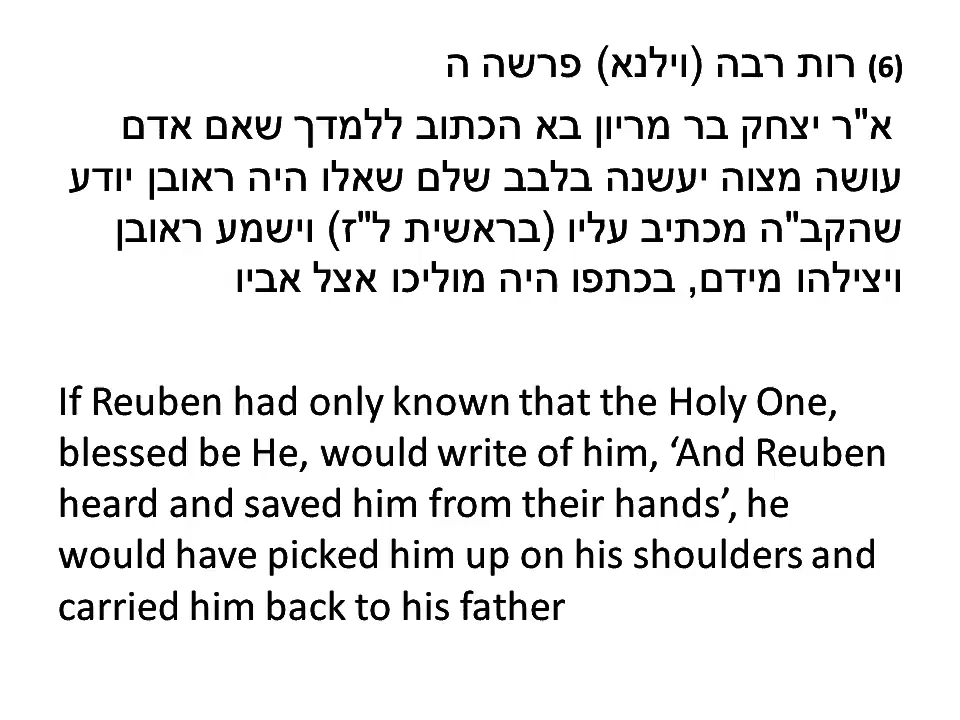 (6) רות רבה (וילנא) פרשה ה
א"ר יצחק בר מריון בא הכתוב ללמדך שאם אדם
עושה מצוה יעשנה בלבב שלם שאלו היה ראובן יודע
שהקב"ה מכתיב עליו (בראשית ל"ז) וישמע ראובן
ויצילהו מידם, בכתפו היה מוליכו אצל אביו
If Reuben had only known that the Holy One,
blessed be He, would write of him, ‘And Reuben
heard and saved him from their hands’, he
would have picked him up on his shoulders and
carried him back to his father